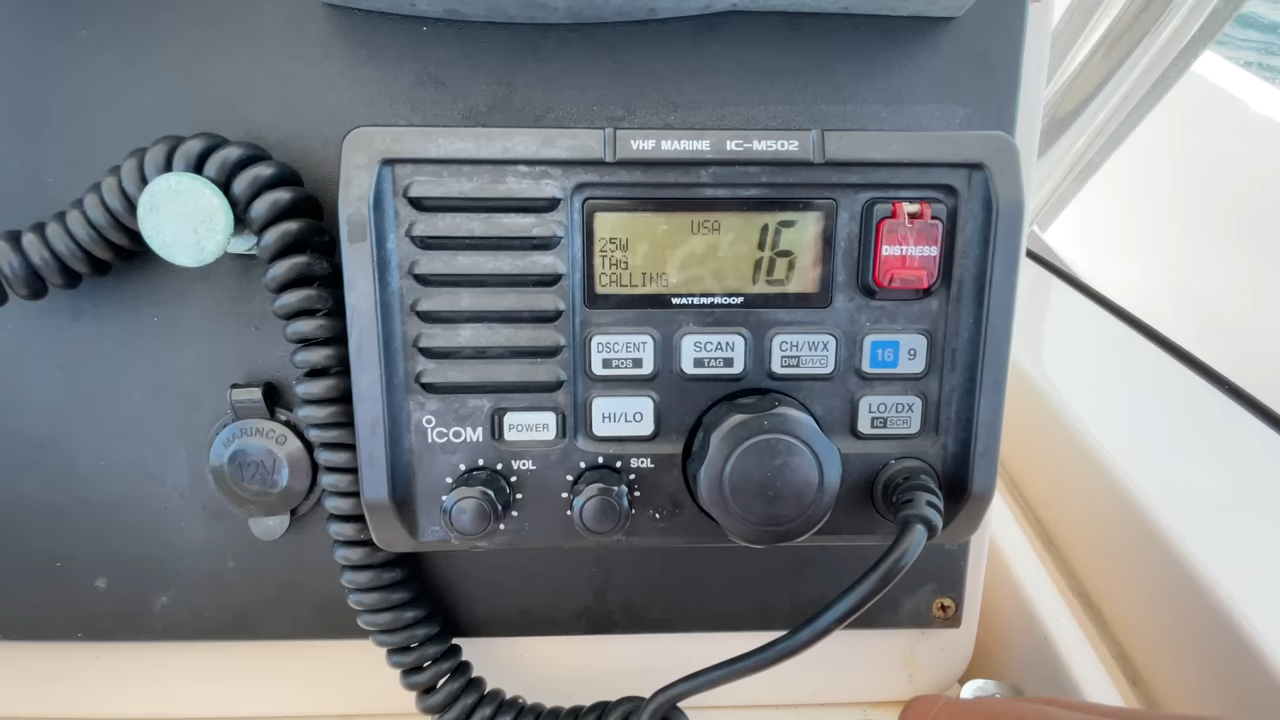 VHF MARINE IC-M502
USA
16
25W
TAG
CALLING
WATERPROOF
DISTRESS
DSC/ENT
POS
SCAN
TAG
CH/WX
DW U/I/C
16 9
HI/LO
LO/DX
IC SCR
ICOM
POWER
VOL
SQL
MARINCO
12V